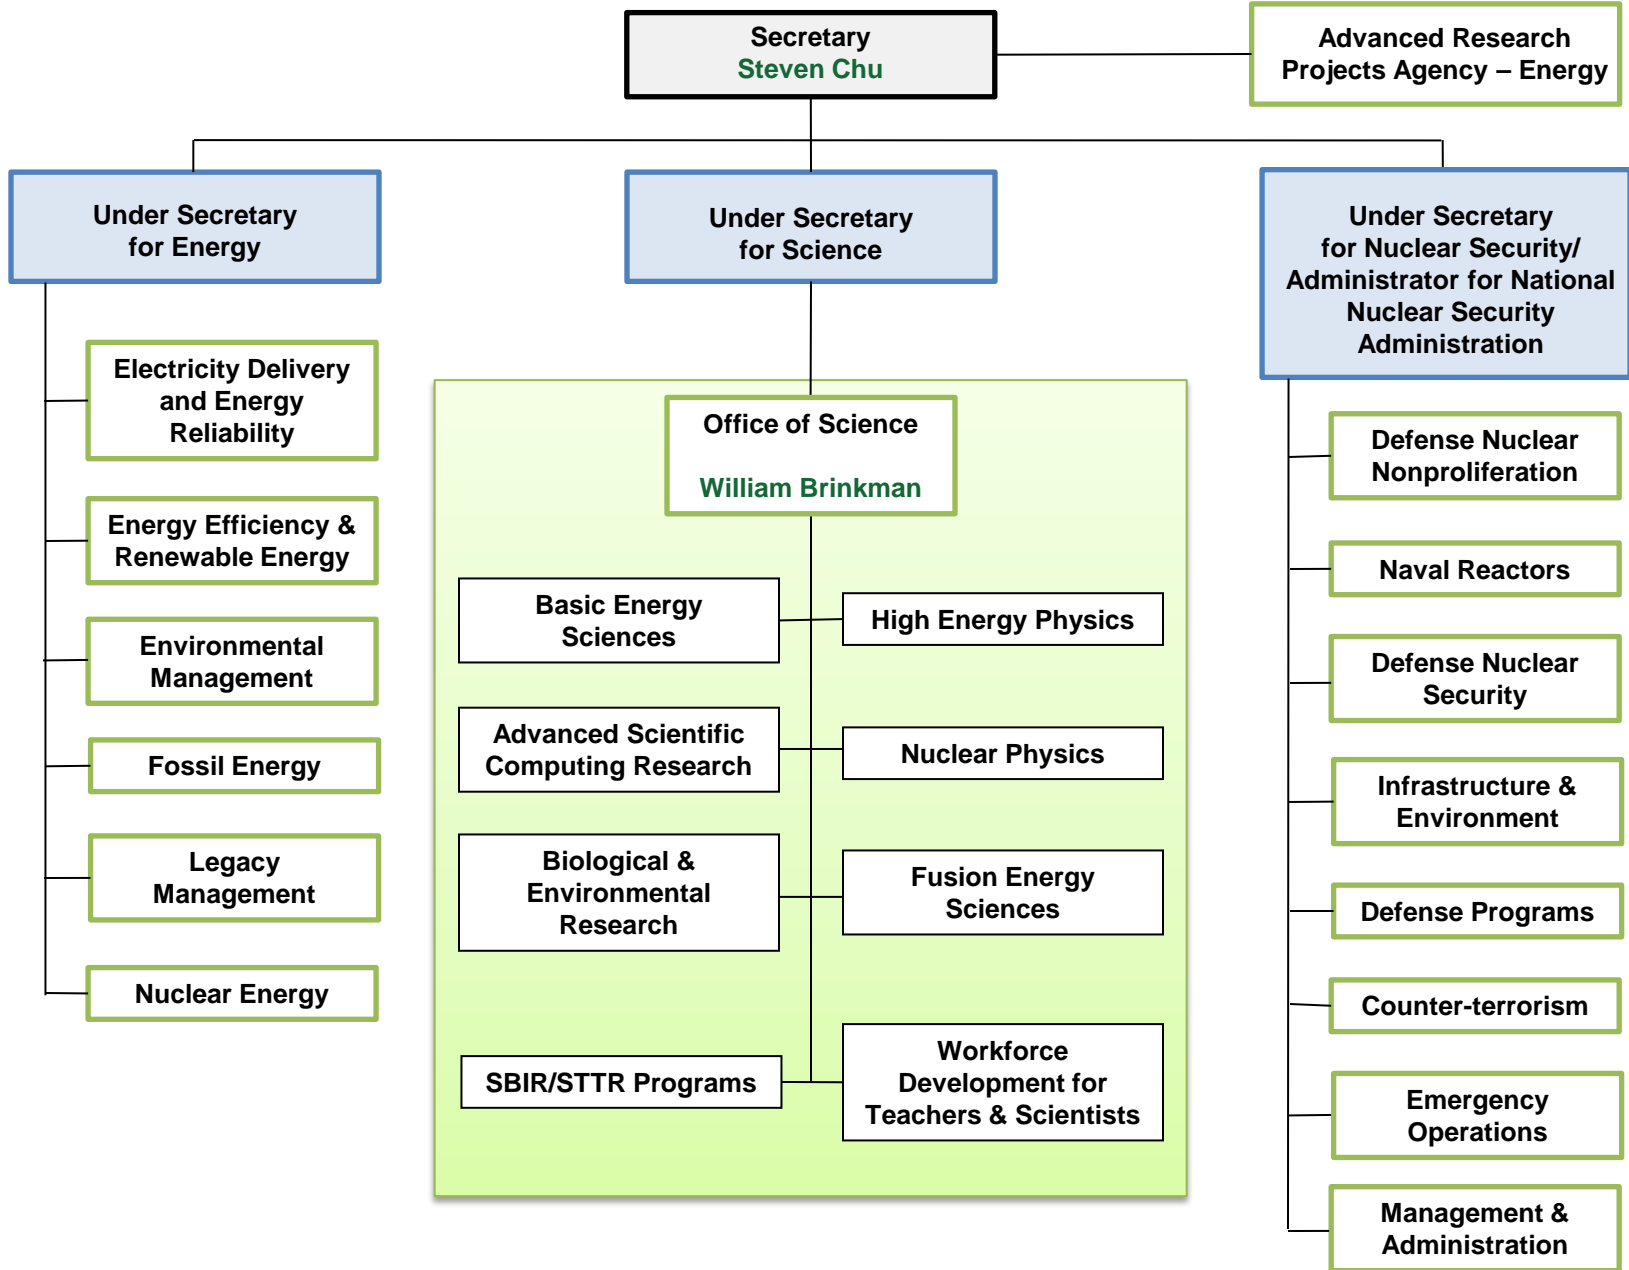 Secretary
Steven Chu
Advanced Research
Projects Agency – Energy
Under Secretary
for Energy
Under Secretary
for Science
Under Secretary
for Nuclear Security/
Administrator for National
Nuclear Security
Administration
Electricity Delivery
and Energy
Reliability
Energy Efficiency &
Renewable Energy
Environmental
Management
Fossil Energy
Legacy
Management
Nuclear Energy
Office of Science
William Brinkman
Basic Energy
Sciences
High Energy Physics
Advanced Scientific
Computing Research
Nuclear Physics
Biological &
Environmental
Research
Fusion Energy
Sciences
SBIR/STTR Programs
Workforce
Development for
Teachers & Scientists
Defense Nuclear
Nonproliferation
Naval Reactors
Defense Nuclear
Security
Infrastructure &
Environment
Defense Programs
Counter-terrorism
Emergency
Operations
Management &
Administration